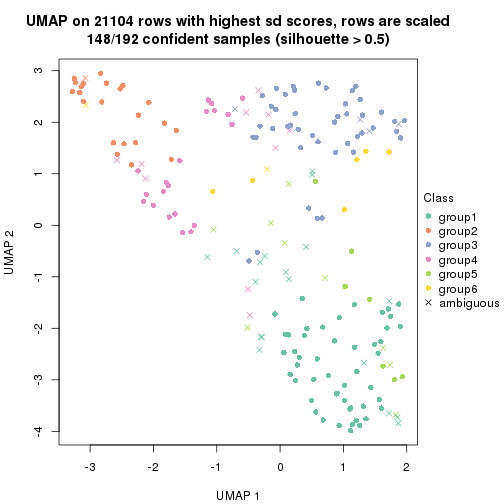 UMAP on 21104 rows with highest sd scores, rows are scaled
148/192 confident samples (silhouette > 0.5)
3
2
1
0
-1
-2
-3
-4
UMAP 2
-3
-2
-1
0
1
2
UMAP 1
Class
group1
group2
group3
group4
group5
group6
ambiguous